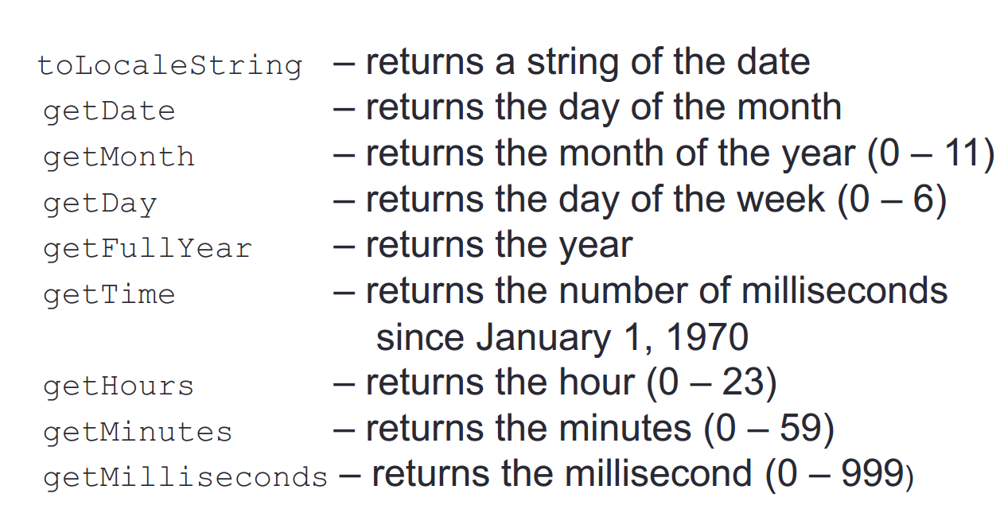 toLocaleString – returns a string of the date
getDate – returns the day of the month
getMonth – returns the month of the year (0 – 11)
getDay – returns the day of the week (0 – 6)
getFullYear – returns the year
getTime – returns the number of milliseconds
since January 1, 1970
getHours – returns the hour (0 – 23)
getMinutes – returns the minutes (0 – 59)
getMilliseconds – returns the millisecond (0 – 999)